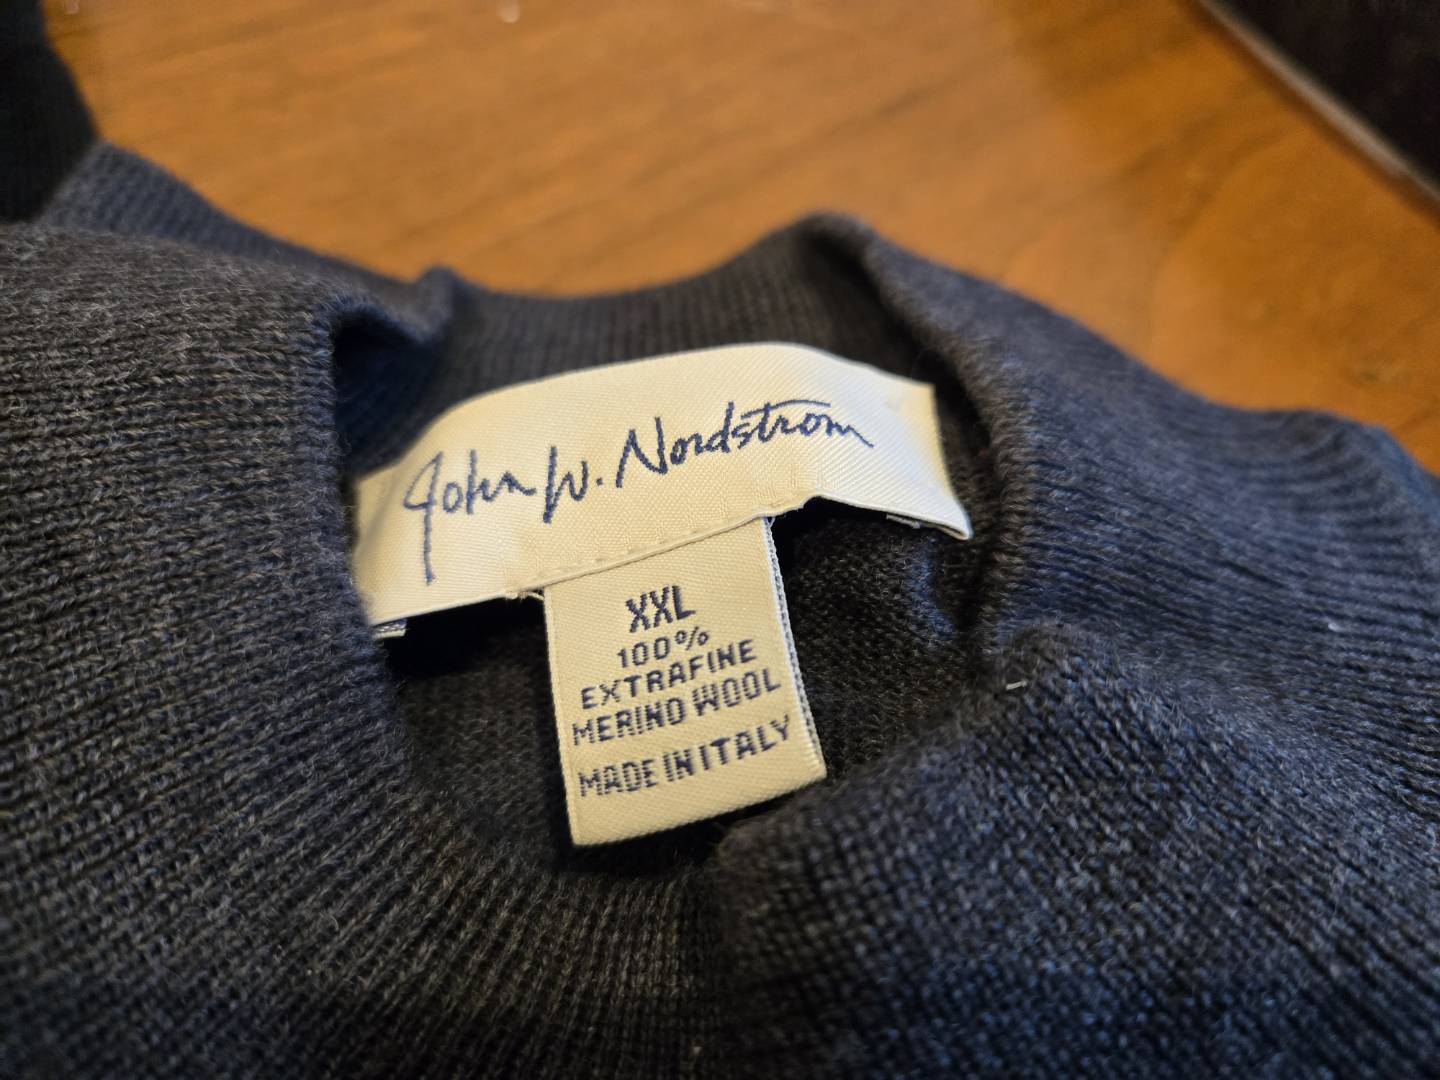 John W. Nordstrom
XXL
100%
EXTRAFINE
MERINO WOOL
MADE IN ITALY